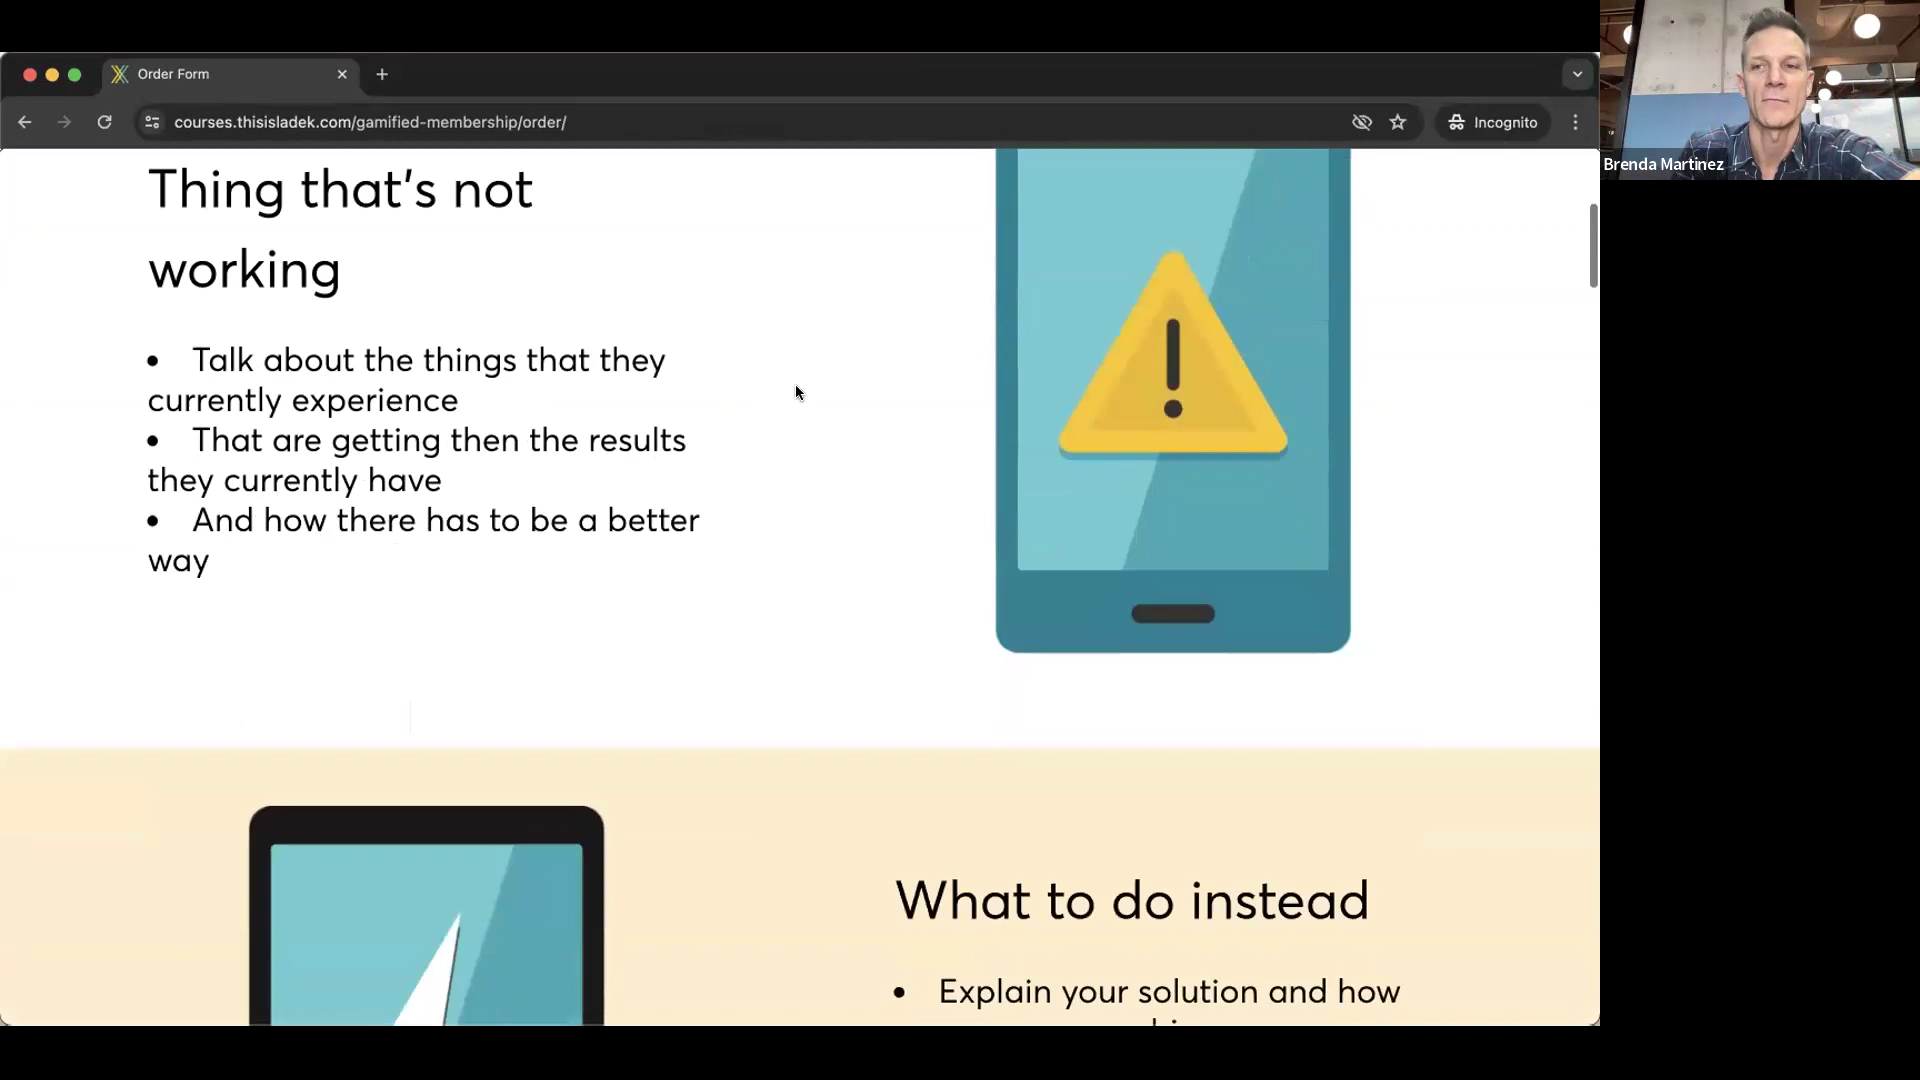 Order Form
courses.thisisladek.com/gamified-membership/order/
Incognito
Brenda Martinez
Thing that's not
working
• Talk about the things that they
currently experience
• That are getting then the results
they currently have
• And how there has to be a better
way
What to do instead
• Explain your solution and how